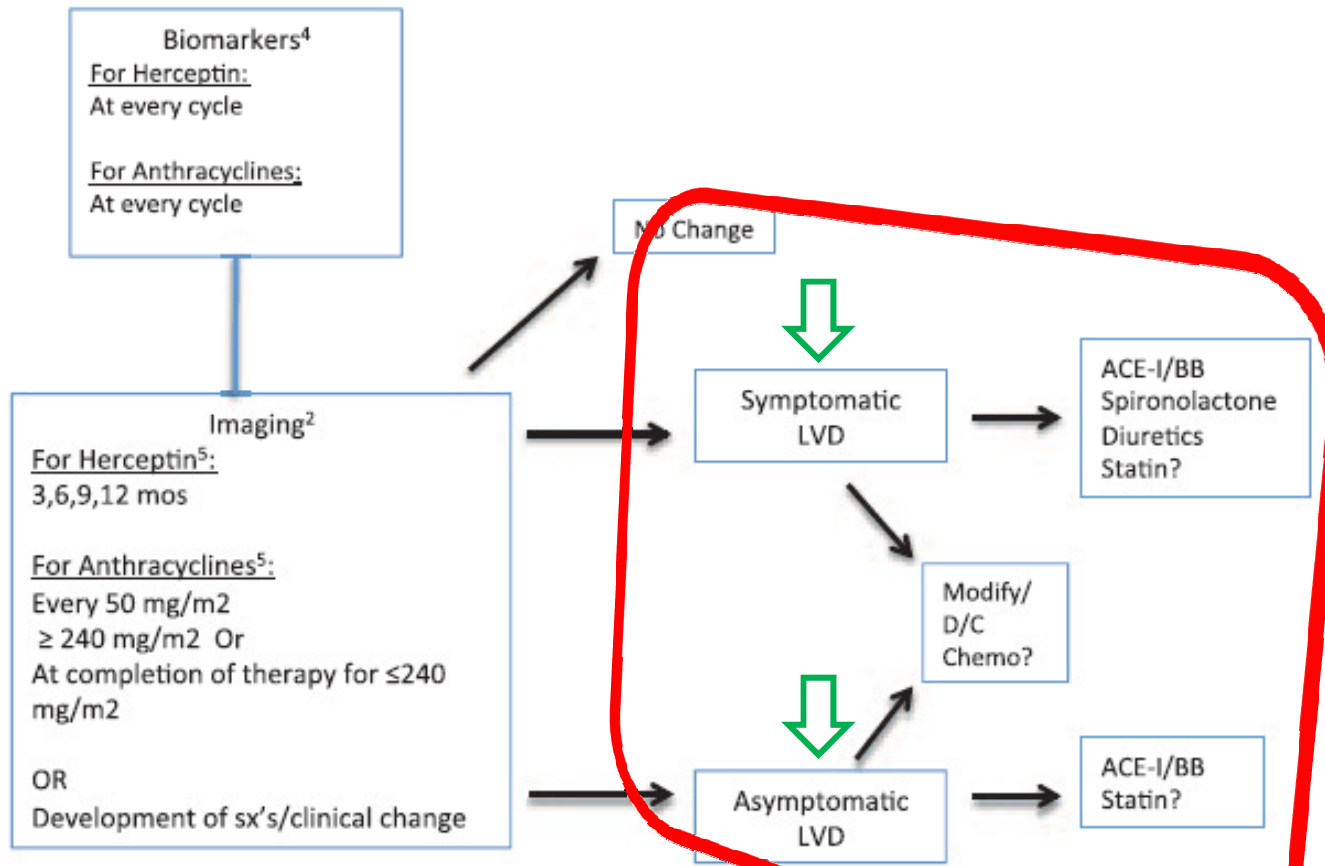 Biomarkers⁴
For Herceptin:
At every cycle
For Anthracyclines:
At every cycle
No Change
Imaging²
For Herceptin⁵:
3,6,9,12 mos
For Anthracyclines⁵:
Every 50 mg/m2
≥ 240 mg/m2 Or
At completion of therapy for ≤240
mg/m2
OR
Development of sx's/clinical change
Symptomatic
LVD
ACE-I/BB
Spironolactone
Diuretics
Statin?
Modify/
D/C
Chemo?
Asymptomatic
LVD
ACE-I/BB
Statin?